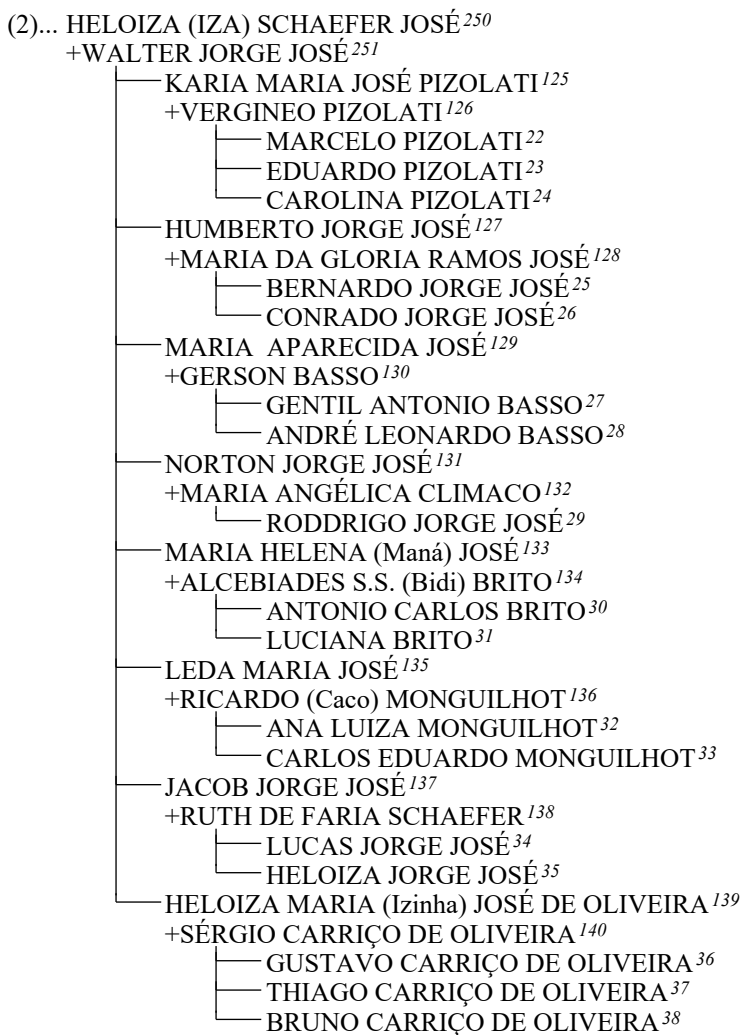 (2)... HELOIZA (IZA) SCHAEFER JOSÉ 250
+WALTER JORGE JOSÉ 251
KARIA MARIA JOSÉ PIZOLATI 125
+VERGINEO PIZOLATI 126
MARCELO PIZOLATI 22
EDUARDO PIZOLATI 23
CAROLINA PIZOLATI 24
HUMBERTO JORGE JOSÉ 127
+MARIA DA GLORIA RAMOS JOSÉ 128
BERNARDO JORGE JOSÉ 25
CONRADO JORGE JOSÉ 26
MARIA  APARECIDA JOSÉ 129
+GERSON BASSO 130
GENTIL ANTONIO BASSO 27
ANDRÉ LEONARDO BASSO 28
NORTON JORGE JOSÉ 131
+MARIA ANGÉLICA CLIMACO 132
RODDRIGO JORGE JOSÉ 29
MARIA HELENA (Maná) JOSÉ 133
+ALCEBIADES S.S. (Bidi) BRITO 134
ANTONIO CARLOS BRITO 30
LUCIANA BRITO 31
LEDA MARIA JOSÉ 135
+RICARDO (Caco) MONGUILHOT 136
ANA LUIZA MONGUILHOT 32
CARLOS EDUARDO MONGUILHOT 33
JACOB JORGE JOSÉ 137
+RUTH DE FARIA SCHAEFER 138
LUCAS JORGE JOSÉ 34
HELOIZA JORGE JOSÉ 35
HELOIZA MARIA (Izinha) JOSÉ DE OLIVEIRA 139
+SÉRGIO CARRIÇO DE OLIVEIRA 140
GUSTAVO CARRIÇO DE OLIVEIRA 36
THIAGO CARRIÇO DE OLIVEIRA 37
BRUNO CARRIÇO DE OLIVEIRA 38